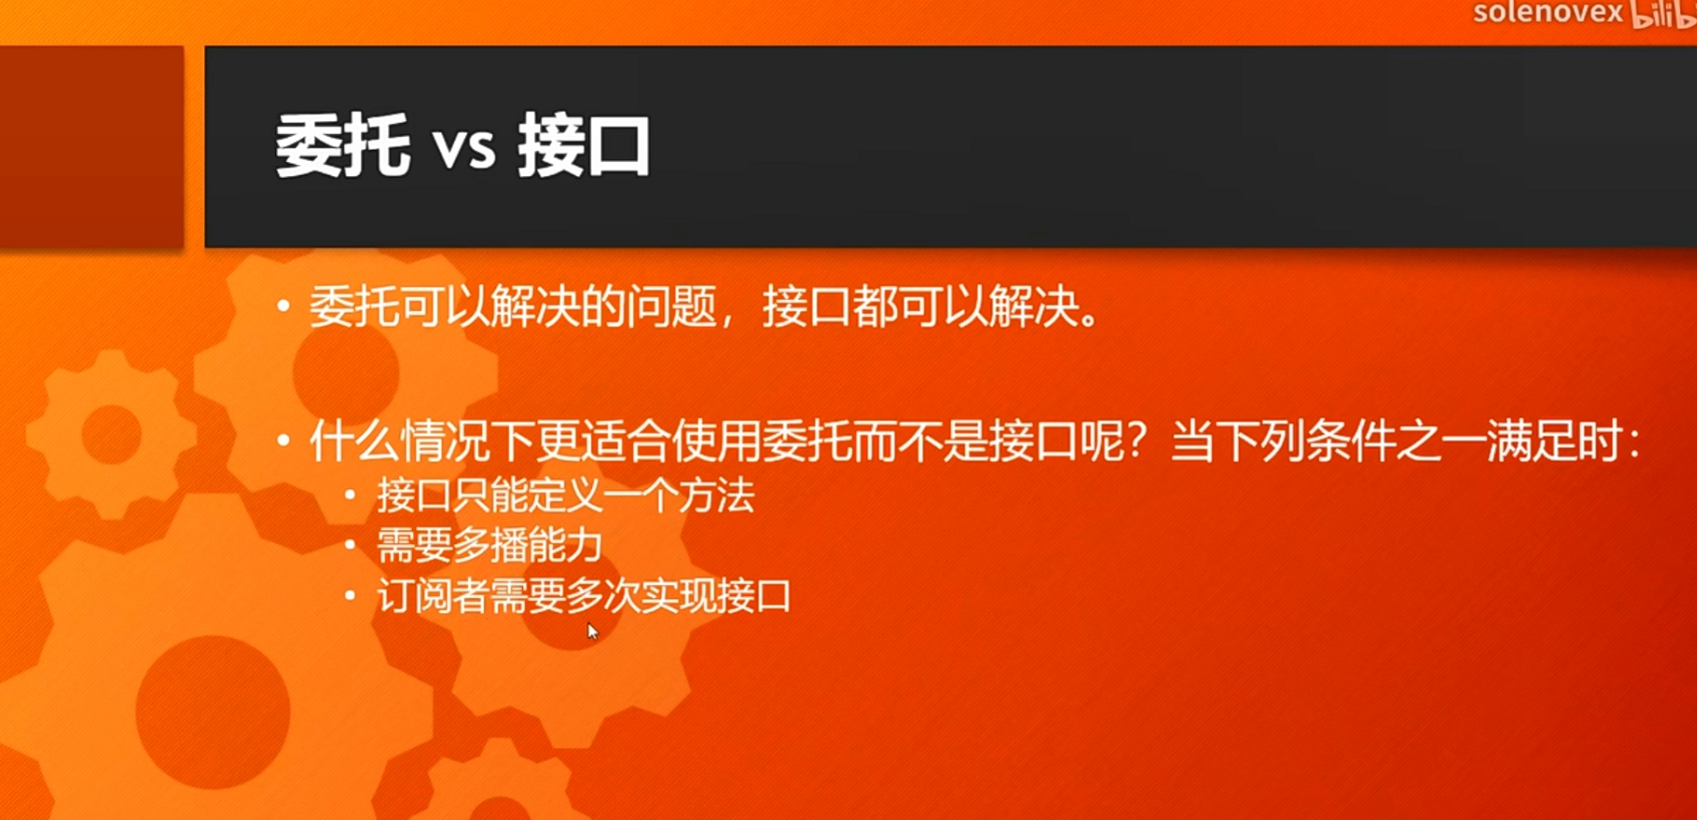 solenovex bilibi
委托 vs 接口
• 委托可以解决的问题，接口都可以解决。
• 什么情况下更适合使用委托而不是接口呢？当下列条件之一满足时：
• 接口只能定义一个方法
• 需要多播能力
• 订阅者需要多次实现接口